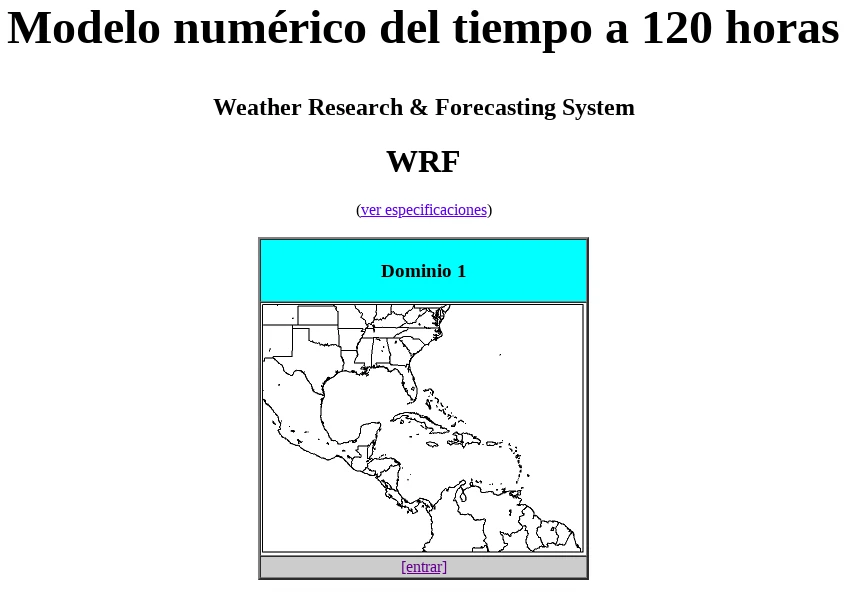 Modelo numérico del tiempo a 120 horas
Weather Research & Forecasting System
WRF
(ver especificaciones)
Dominio 1
[entrar]